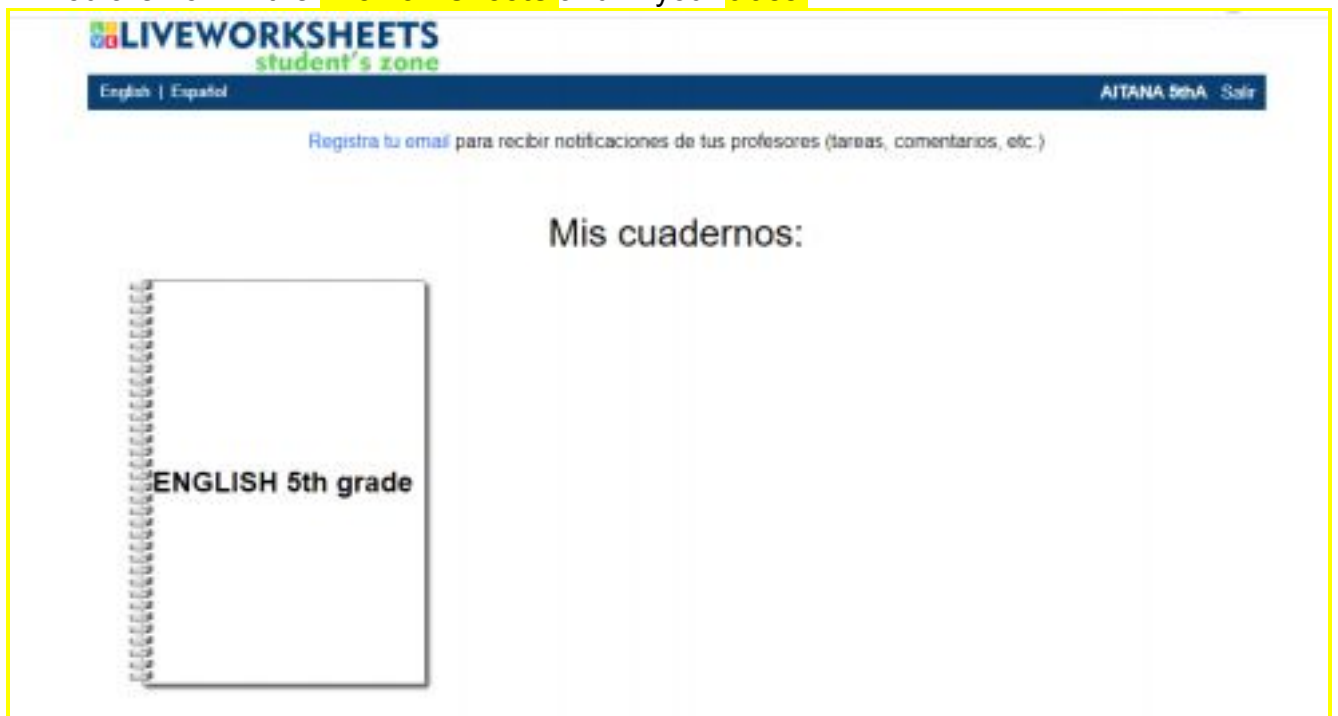 LIVEWORKSHEETS
student's zone
English | Español
AITANA 5thA Salir
Registra tu email para recibir notificaciones de tus profesores (tareas, comentarios, etc.)
Mis cuadernos:
ENGLISH 5th grade